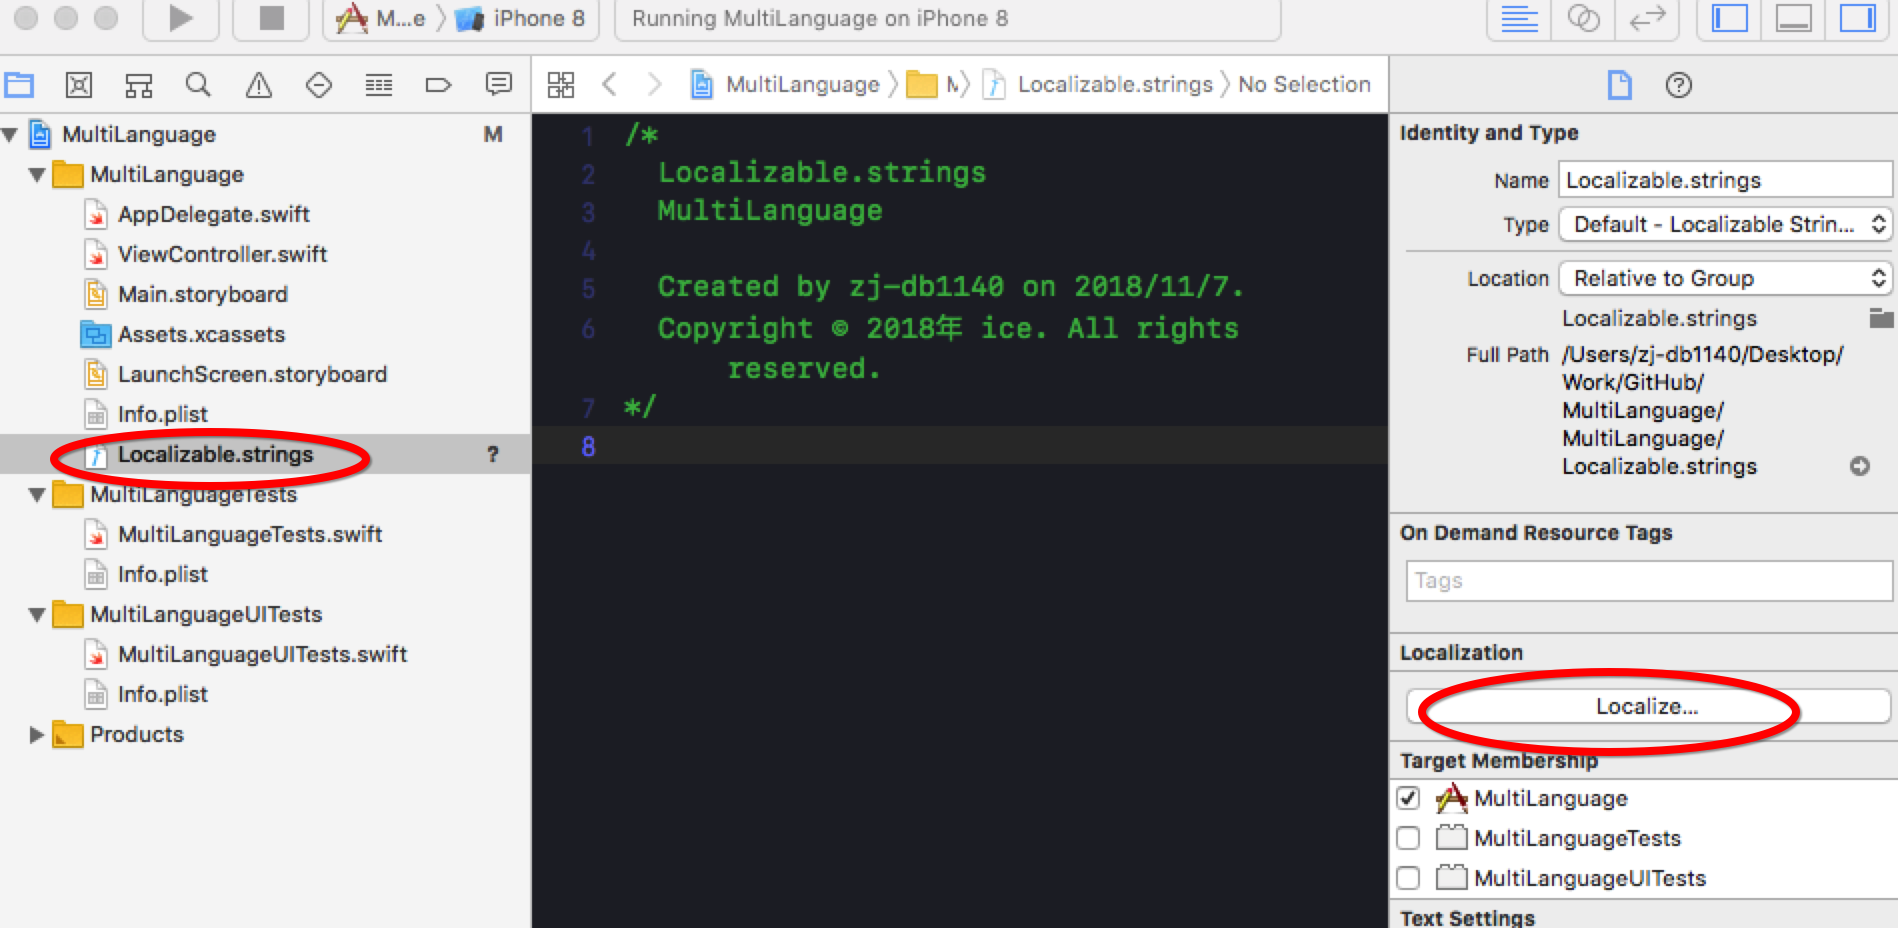 M...e 〉 iPhone 8
Running MultiLanguage on iPhone 8
MultiLanguage 〉 M 〉 Localizable.strings 〉 No Selection
MultiLanguage M
MultiLanguage
AppDelegate.swift
ViewController.swift
Main.storyboard
Assets.xcassets
LaunchScreen.storyboard
Info.plist
Localizable.strings ?
MultiLanguageTests
MultiLanguageTests.swift
Info.plist
MultiLanguageUITests
MultiLanguageUITests.swift
Info.plist
Products
1 /*
2 Localizable.strings
3 MultiLanguage
4
5 Created by zj-db1140 on 2018/11/7.
6 Copyright © 2018年 ice. All rights
reserved.
7 */
8
Identity and Type
Name Localizable.strings
Type Default - Localizable Strin...
Location Relative to Group
Localizable.strings
Full Path /Users/zj-db1140/Desktop/
Work/GitHub/
MultiLanguage/
MultiLanguage/
Localizable.strings
On Demand Resource Tags
Tags
Localization
Localize...
Target Membership
MultiLanguage
MultiLanguageTests
MultiLanguageUITests
Text Settings